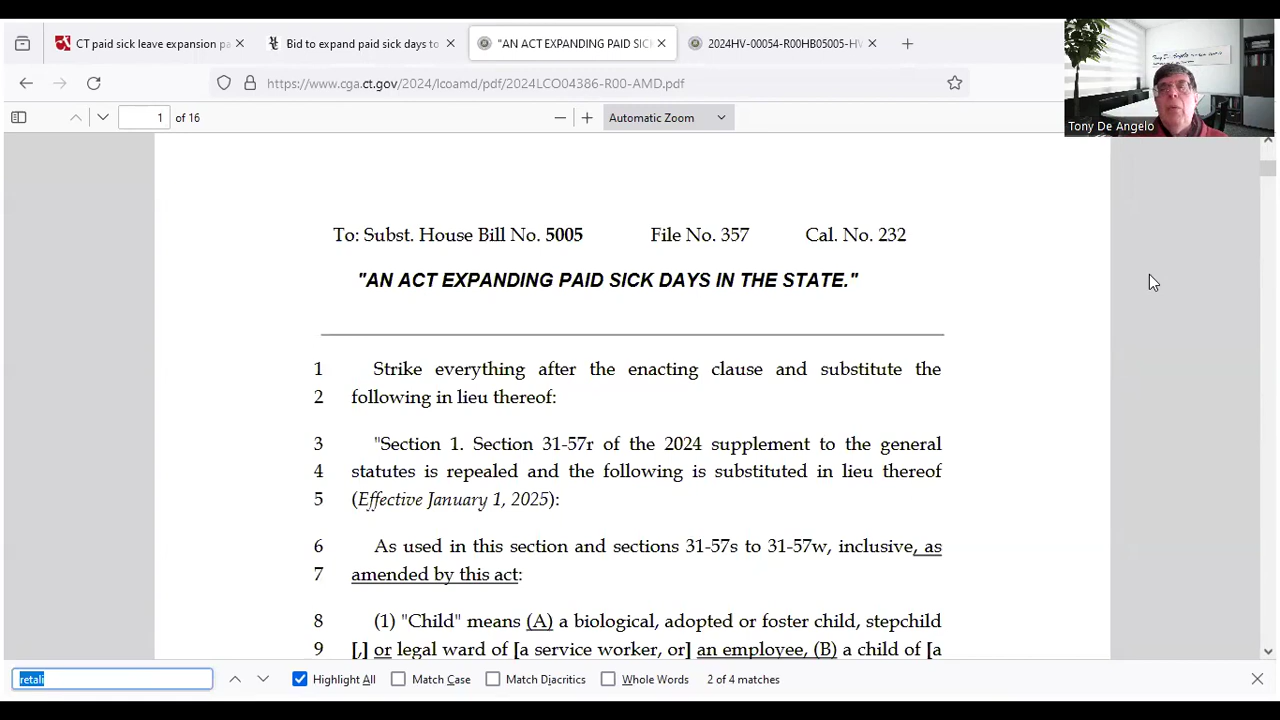 CT paid sick leave expansion pa
Bid to expand paid sick days to
"AN ACT EXPANDING PAID SICK
2024HV-00054-R00HB05005-HV
https://www.cga.ct.gov/2024/lcoamd/pdf/2024LCO04386-R00-AMD.pdf
1 of 16
Automatic Zoom
Tony De Angelo
To: Subst. House Bill No. 5005 File No. 357 Cal. No. 232
"AN ACT EXPANDING PAID SICK DAYS IN THE STATE."
1 Strike everything after the enacting clause and substitute the
2 following in lieu thereof:
3 "Section 1. Section 31-57r of the 2024 supplement to the general
4 statutes is repealed and the following is substituted in lieu thereof
5 (Effective January 1, 2025):
6 As used in this section and sections 31-57s to 31-57w, inclusive, as
7 amended by this act:
8 (1) "Child" means (A) a biological, adopted or foster child, stepchild
9 [,] or legal ward of [a service worker, or] an employee, (B) a child of [a
retali
Highlight All
Match Case
Match Diacritics
Whole Words
2 of 4 matches